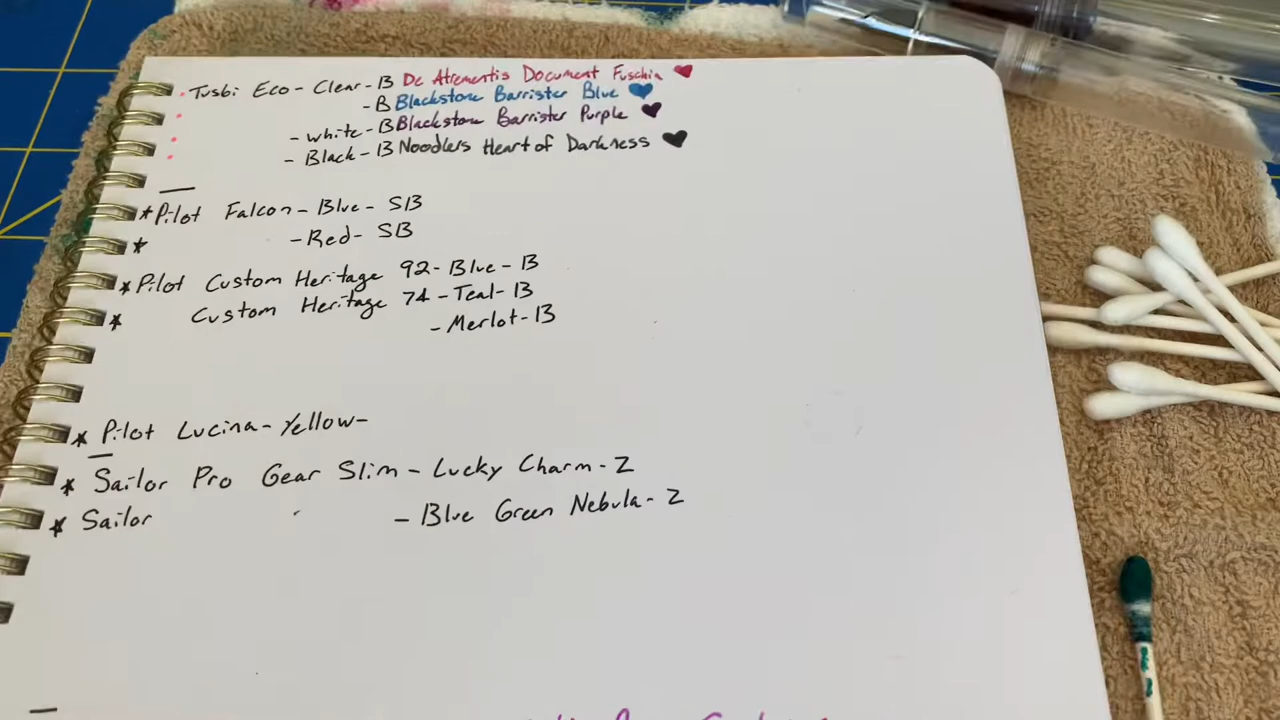 Tusbi Eco - Clear - B De Atrementis Document Fuschia
- B Blackstone Barrister Blue
- white - B Blackstone Barrister Purple
- Black - B Noodlers Heart of Darkness
*Pilot Falcon - Blue - SB
* - Red - SB
*Pilot Custom Heritage 92 - Blue - B
* Custom Heritage 74 - Teal - B
- Merlot - B
* Pilot Lucina - Yellow -
* Sailor Pro Gear Slim - Lucky Charm - Z
* Sailor - Blue Green Nebula - Z